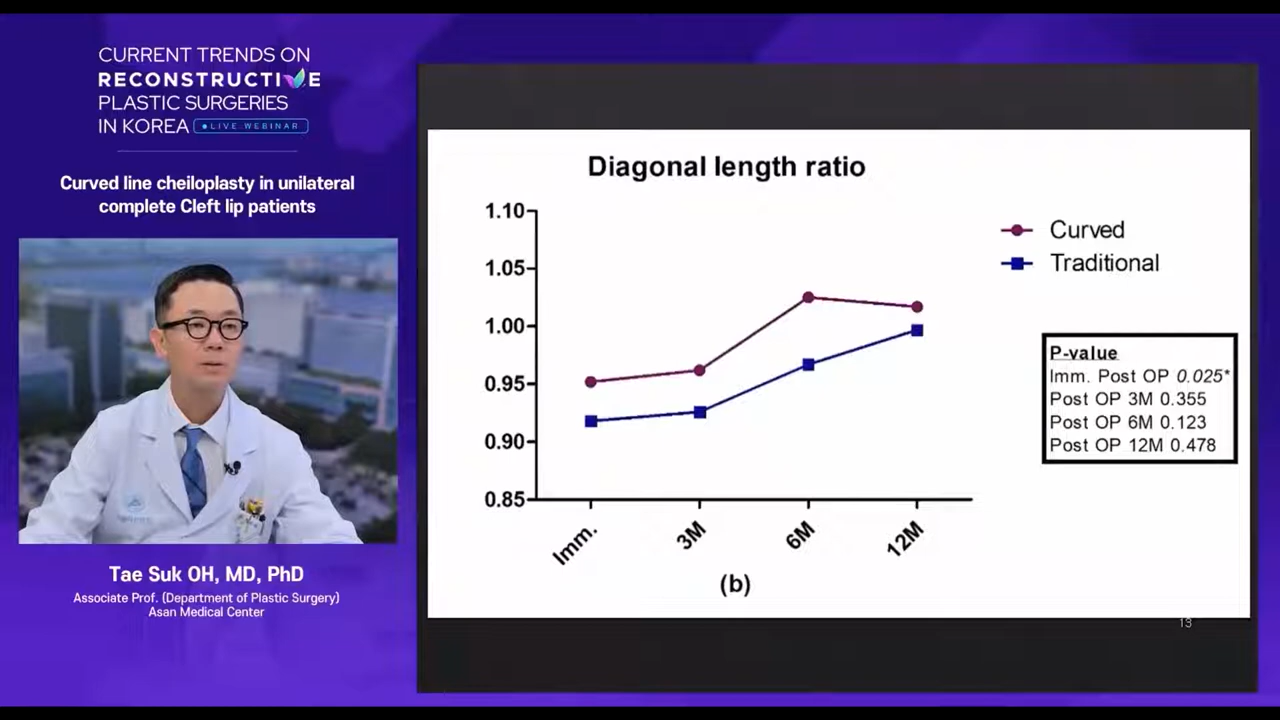 CURRENT TRENDS ON
RECONSTRUCTIVE
PLASTIC SURGERIES
IN KOREA LIVE WEBINAR
Curved line cheiloplasty in unilateral
complete Cleft lip patients
Tae Suk OH, MD, PhD
Associate Prof. (Department of Plastic Surgery)
Asan Medical Center
Diagonal length ratio
1.10
1.05
1.00
0.95
0.90
0.85
Imm.
3M
6M
12M
(b)
Curved
Traditional
P-value
Imm. Post OP 0.025*
Post OP 3M 0.355
Post OP 6M 0.123
Post OP 12M 0.478
13